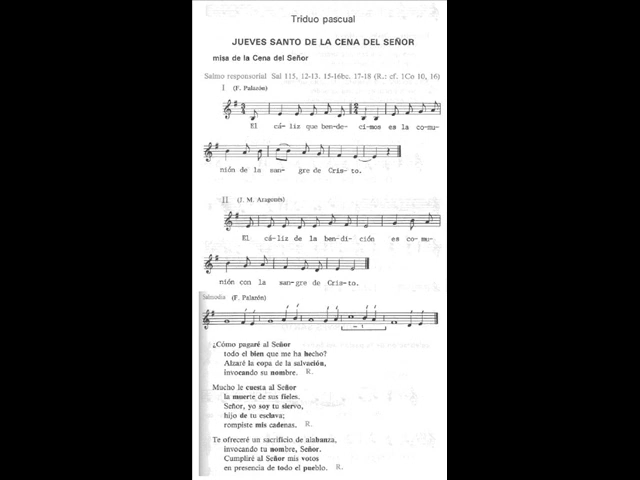 Triduo pascual
JUEVES SANTO DE LA CENA DEL SEÑOR
misa de la Cena del Señor
Salmo responsorial Sal 115, 12-13. 15-16bc. 17-18 (R.: cf. 1Co 10, 16)
I (F. Palazón)
El cá-liz que ben-de-ci-mos es la co-mu-
nión de la san-gre de Cris-to.
II (J. M. Aragonés)
El cá-liz de la ben-di-ción es co-mu-
nión con la san-gre de Cris-to.
Salmodia (F. Palazón)
¿Cómo pagaré al Señor
todo el bien que me ha hecho?
Alzaré la copa de la salvación,
invocando su nombre. R.
Mucho le cuesta al Señor
la muerte de sus fieles.
Señor, yo soy tu siervo,
hijo de tu esclava;
rompiste mis cadenas. R.
Te ofreceré un sacrificio de alabanza,
invocando tu nombre, Señor.
Cumpliré al Señor mis votos
en presencia de todo el pueblo. R.